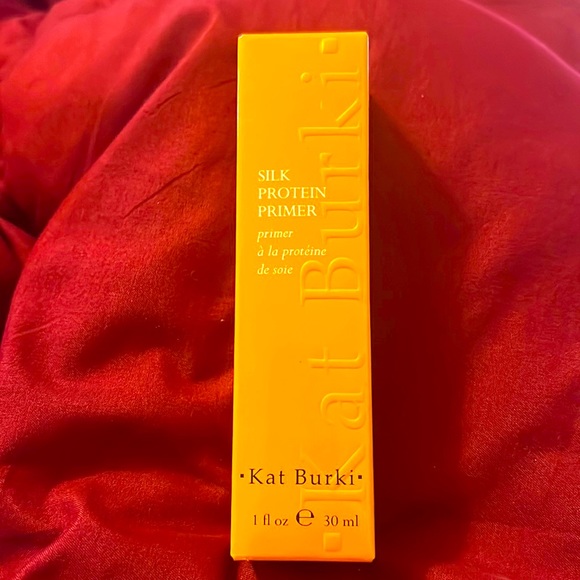 SILK
PROTEIN
PRIMER
primer
à la protéine
de soie
·Kat Burki·
·Kat Burki·
1 fl oz ℮ 30 ml